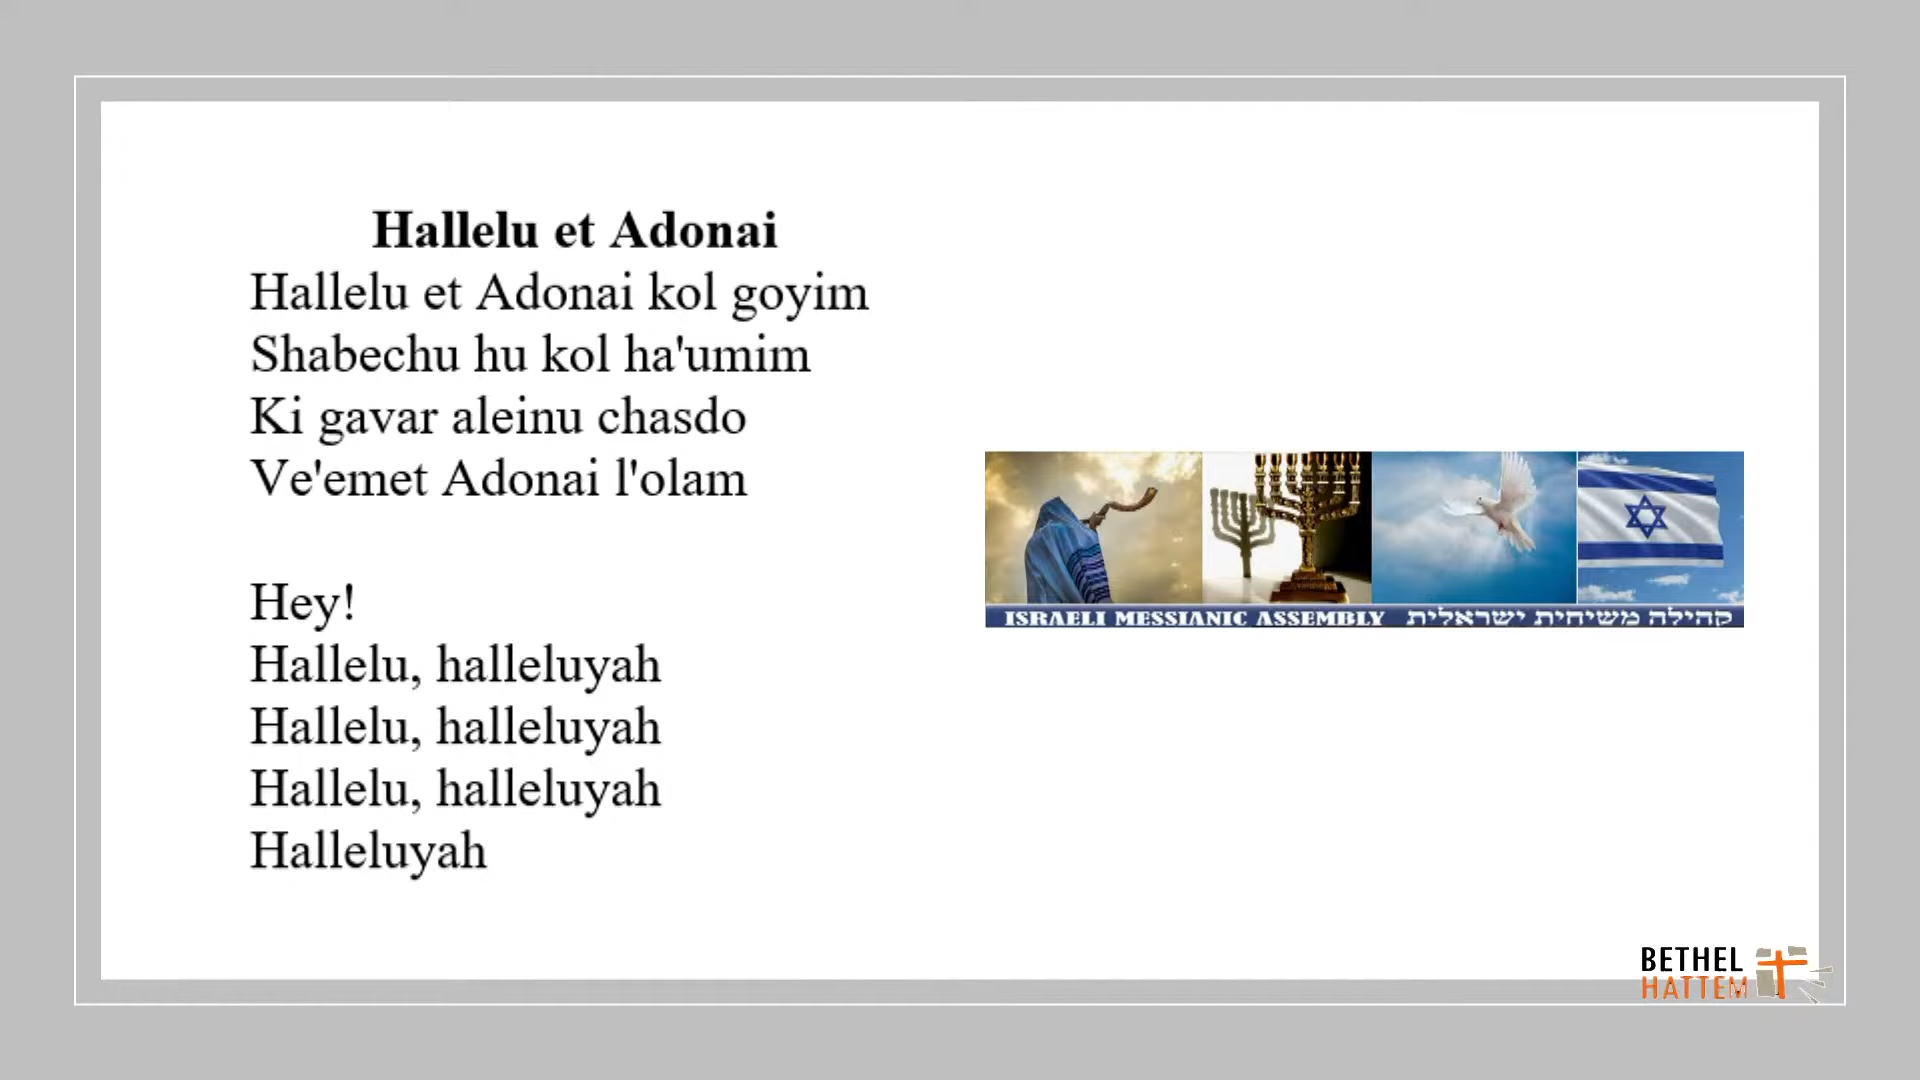 Hallelu et Adonai
Hallelu et Adonai kol goyim
Shabechu hu kol ha'umim
Ki gavar aleinu chasdo
Ve'emet Adonai l'olam
Hey!
Hallelu, halleluyah
Hallelu, halleluyah
Hallelu, halleluyah
Halleluyah
ISRAELI MESSIANIC ASSEMBLY קהילה משיחית ישראלית
BETHEL
HATTEM